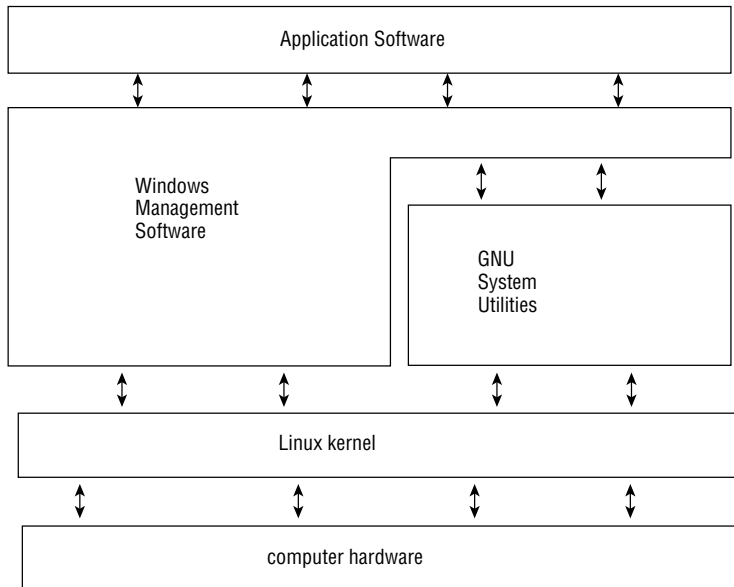 Application Software
Windows
Management
Software
GNU
System
Utilities
Linux kernel
computer hardware